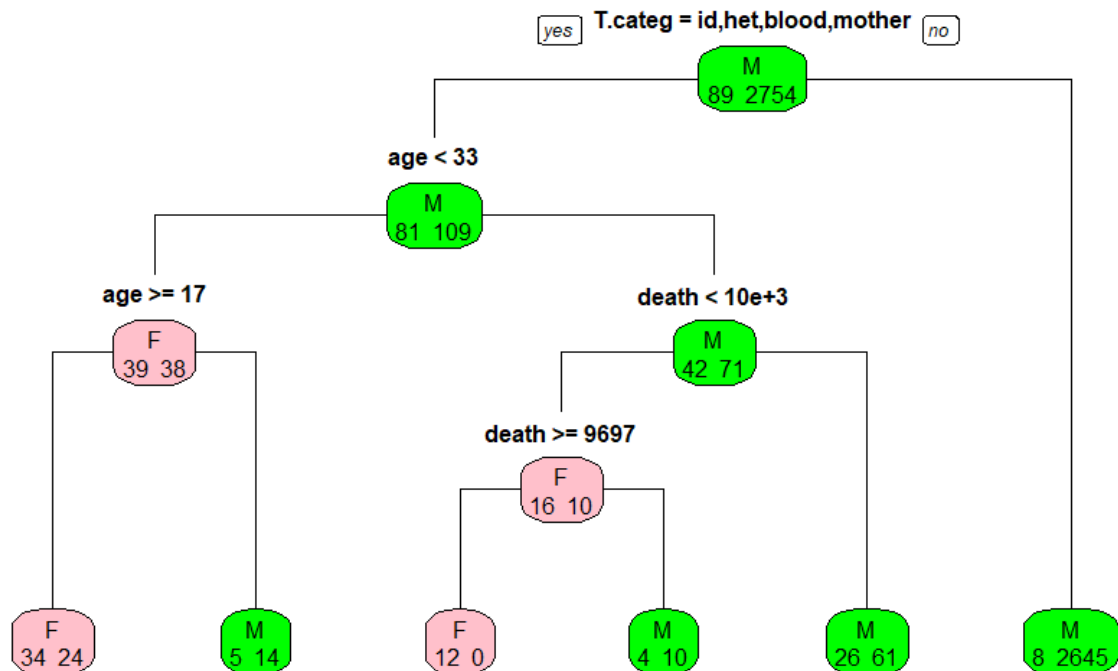 yes T.categ = id,het,blood,mother no
M
89 2754
age < 33
M
81 109
age >= 17
death < 10e+3
F
39 38
M
42 71
death >= 9697
F
16 10
F
34 24
M
5 14
F
12 0
M
4 10
M
26 61
M
8 2645